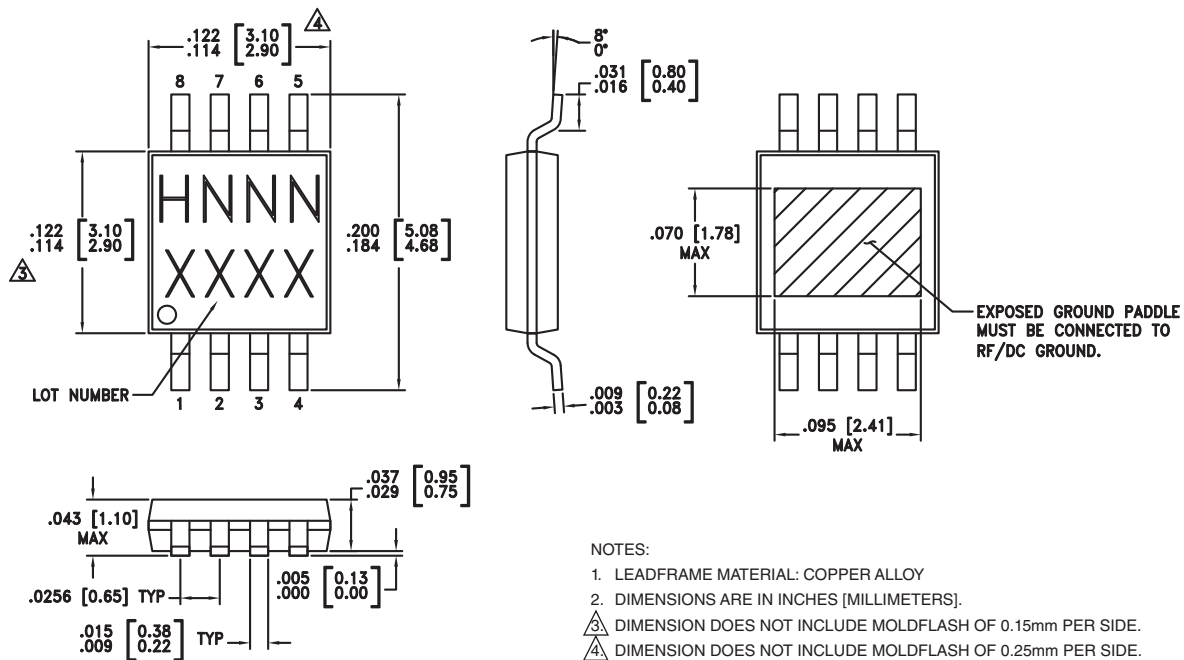 .122 [3.10]
.114 [2.90]
4
8 7 6 5
HNNN
XXXX
.122 [3.10]
.114 [2.90]
3
.200 [5.08]
.184 [4.68]
LOT NUMBER
1 2 3 4
8°
0°
.031 [0.80]
.016 [0.40]
.009 [0.22]
.003 [0.08]
.070 [1.78]
MAX
EXPOSED GROUND PADDLE
MUST BE CONNECTED TO
RF/DC GROUND.
.095 [2.41]
MAX
.043 [1.10]
MAX
.037 [0.95]
.029 [0.75]
.0256 [0.65] TYP
.005 [0.13]
.000 [0.00]
.015 [0.38]
.009 [0.22] TYP
NOTES:
1. LEADFRAME MATERIAL: COPPER ALLOY
2. DIMENSIONS ARE IN INCHES [MILLIMETERS].
3. DIMENSION DOES NOT INCLUDE MOLDFLASH OF 0.15mm PER SIDE.
4. DIMENSION DOES NOT INCLUDE MOLDFLASH OF 0.25mm PER SIDE.